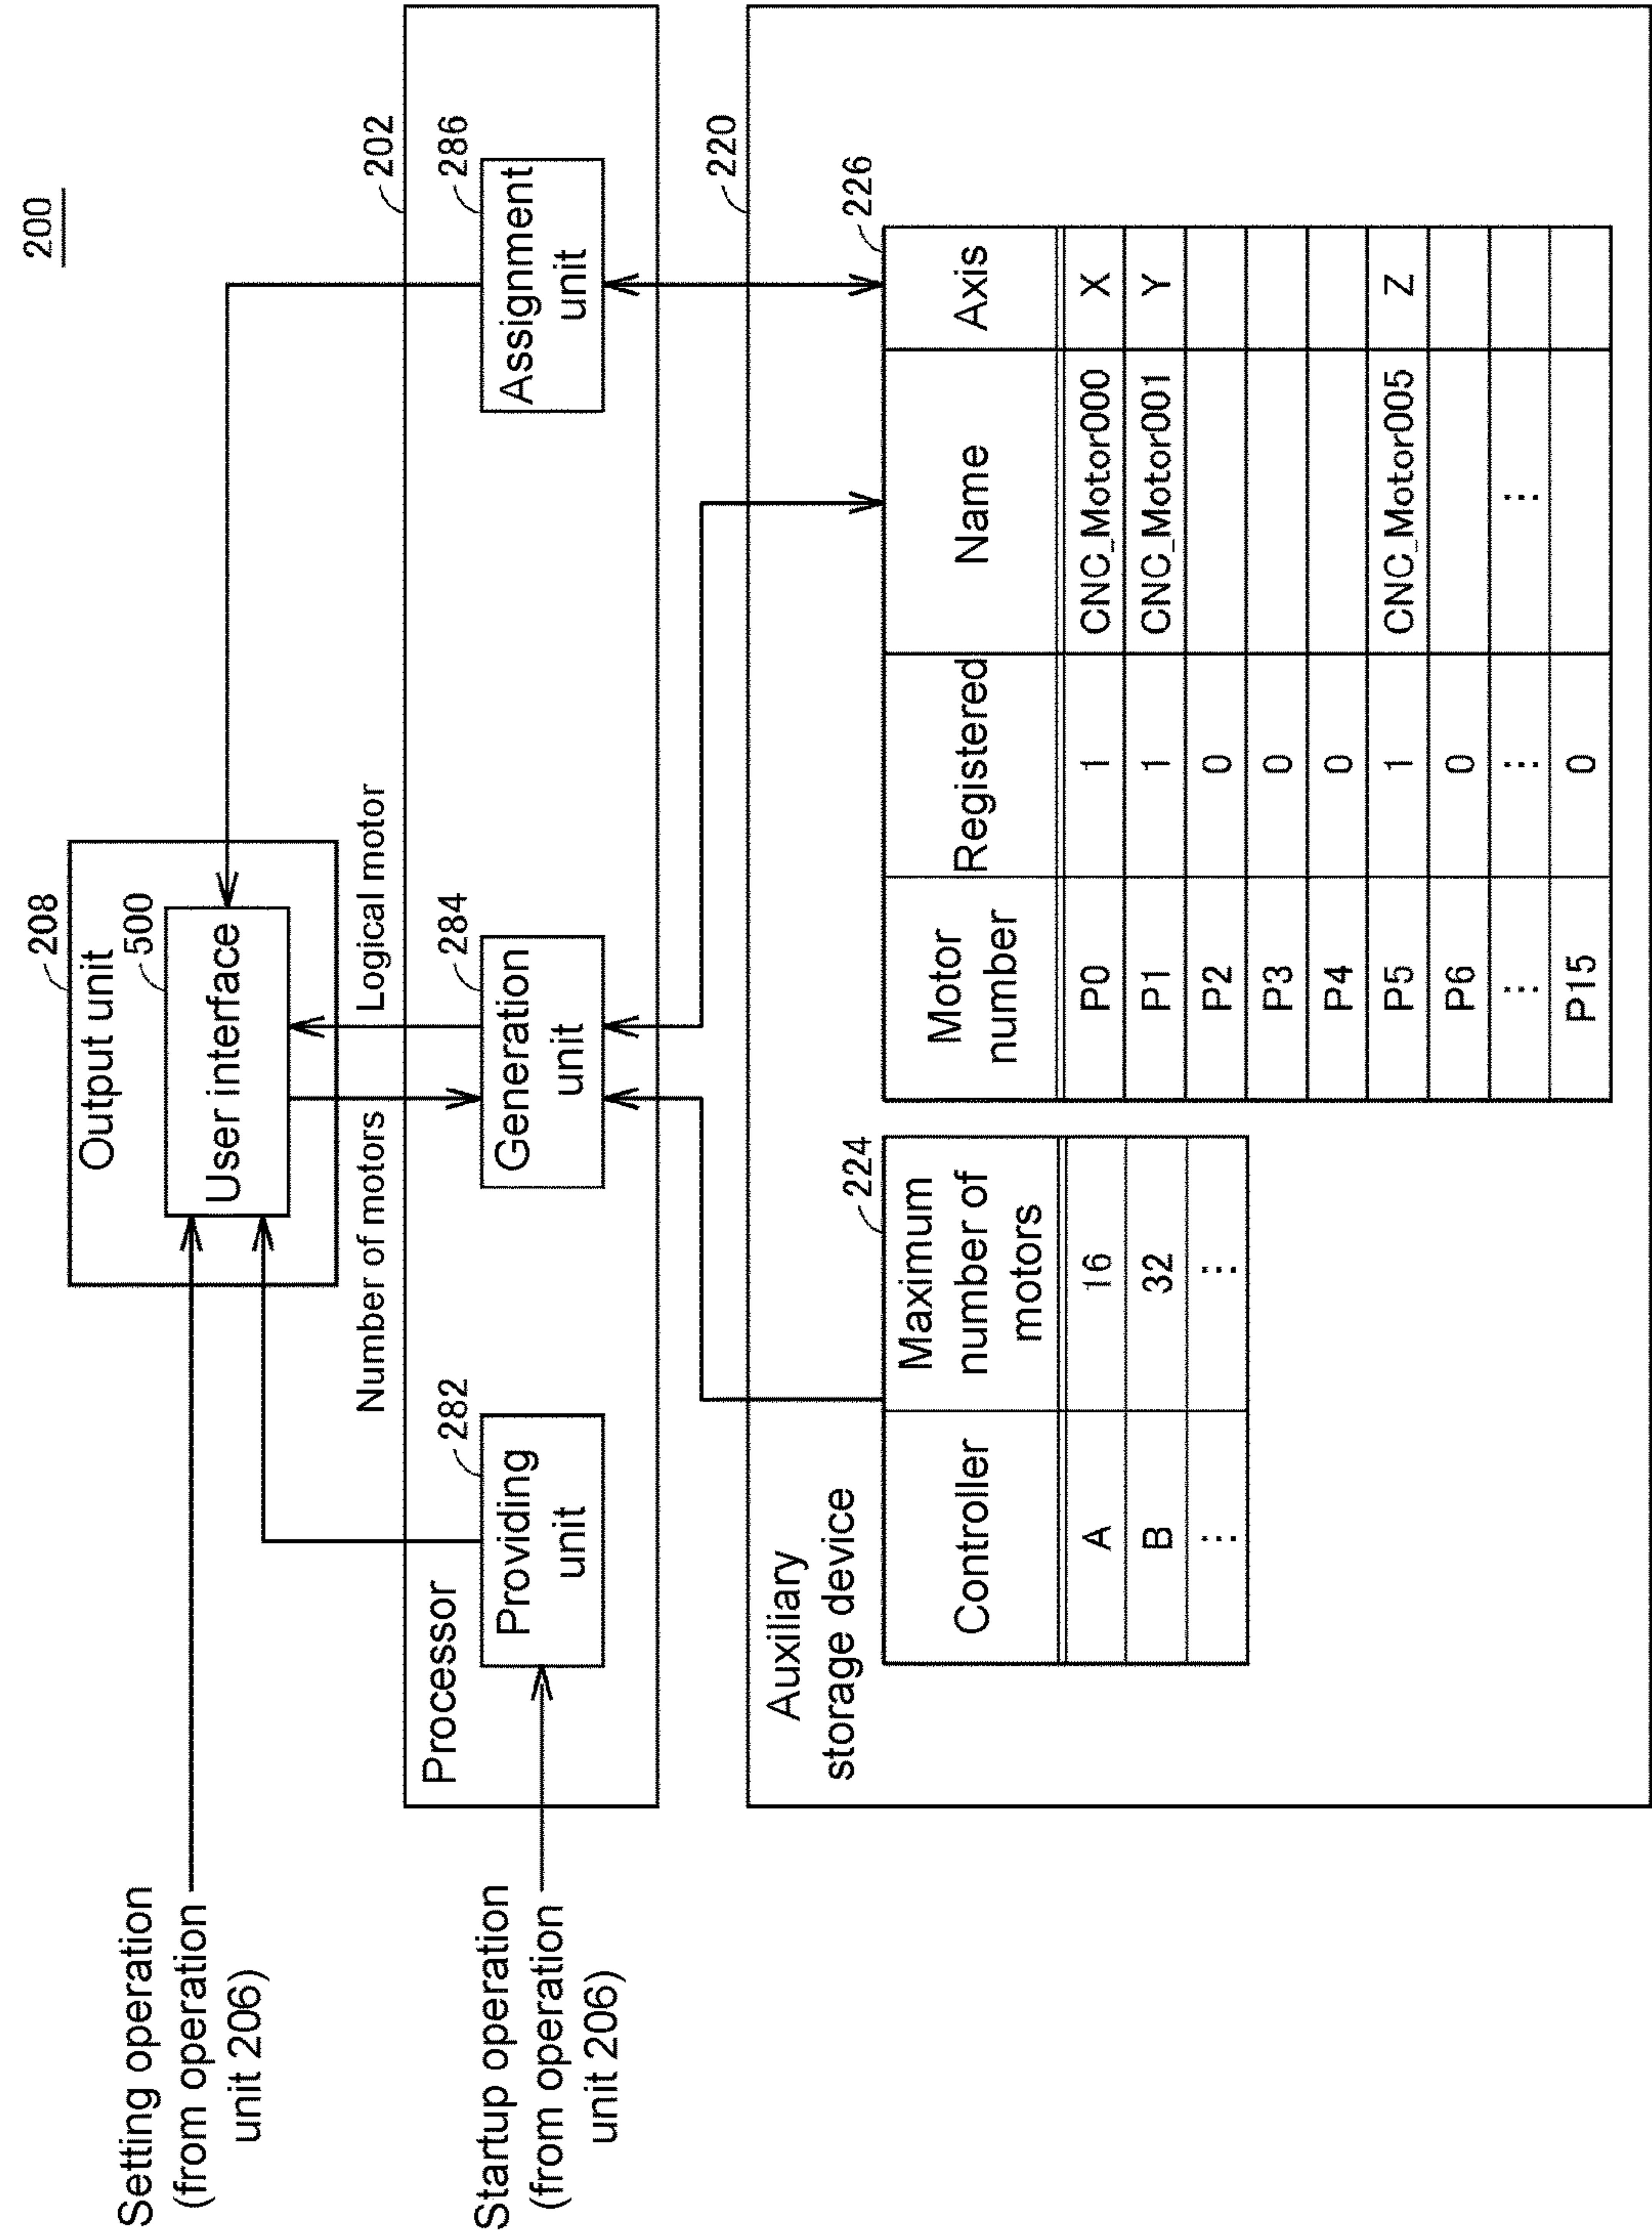 200
Setting operation
(from operation
unit 206)
Output unit
208
500
User interface
Number of motors
Logical motor
Startup operation
(from operation
unit 206)
Processor
202
282
Providing
unit
284
Generation
unit
286
Assignment
unit
Auxiliary
storage device
220
224
Controller
Maximum
number of
motors
A 16
B 32
⋮ ⋮
226
Motor
number
Registered
Name
Axis
P0 1 CNC_Motor000 X
P1 1 CNC_Motor001 Y
P2 0
P3 0
P4 0
P5 1 CNC_Motor005 Z
P6 0
⋮ ⋮ ⋮
P15 0